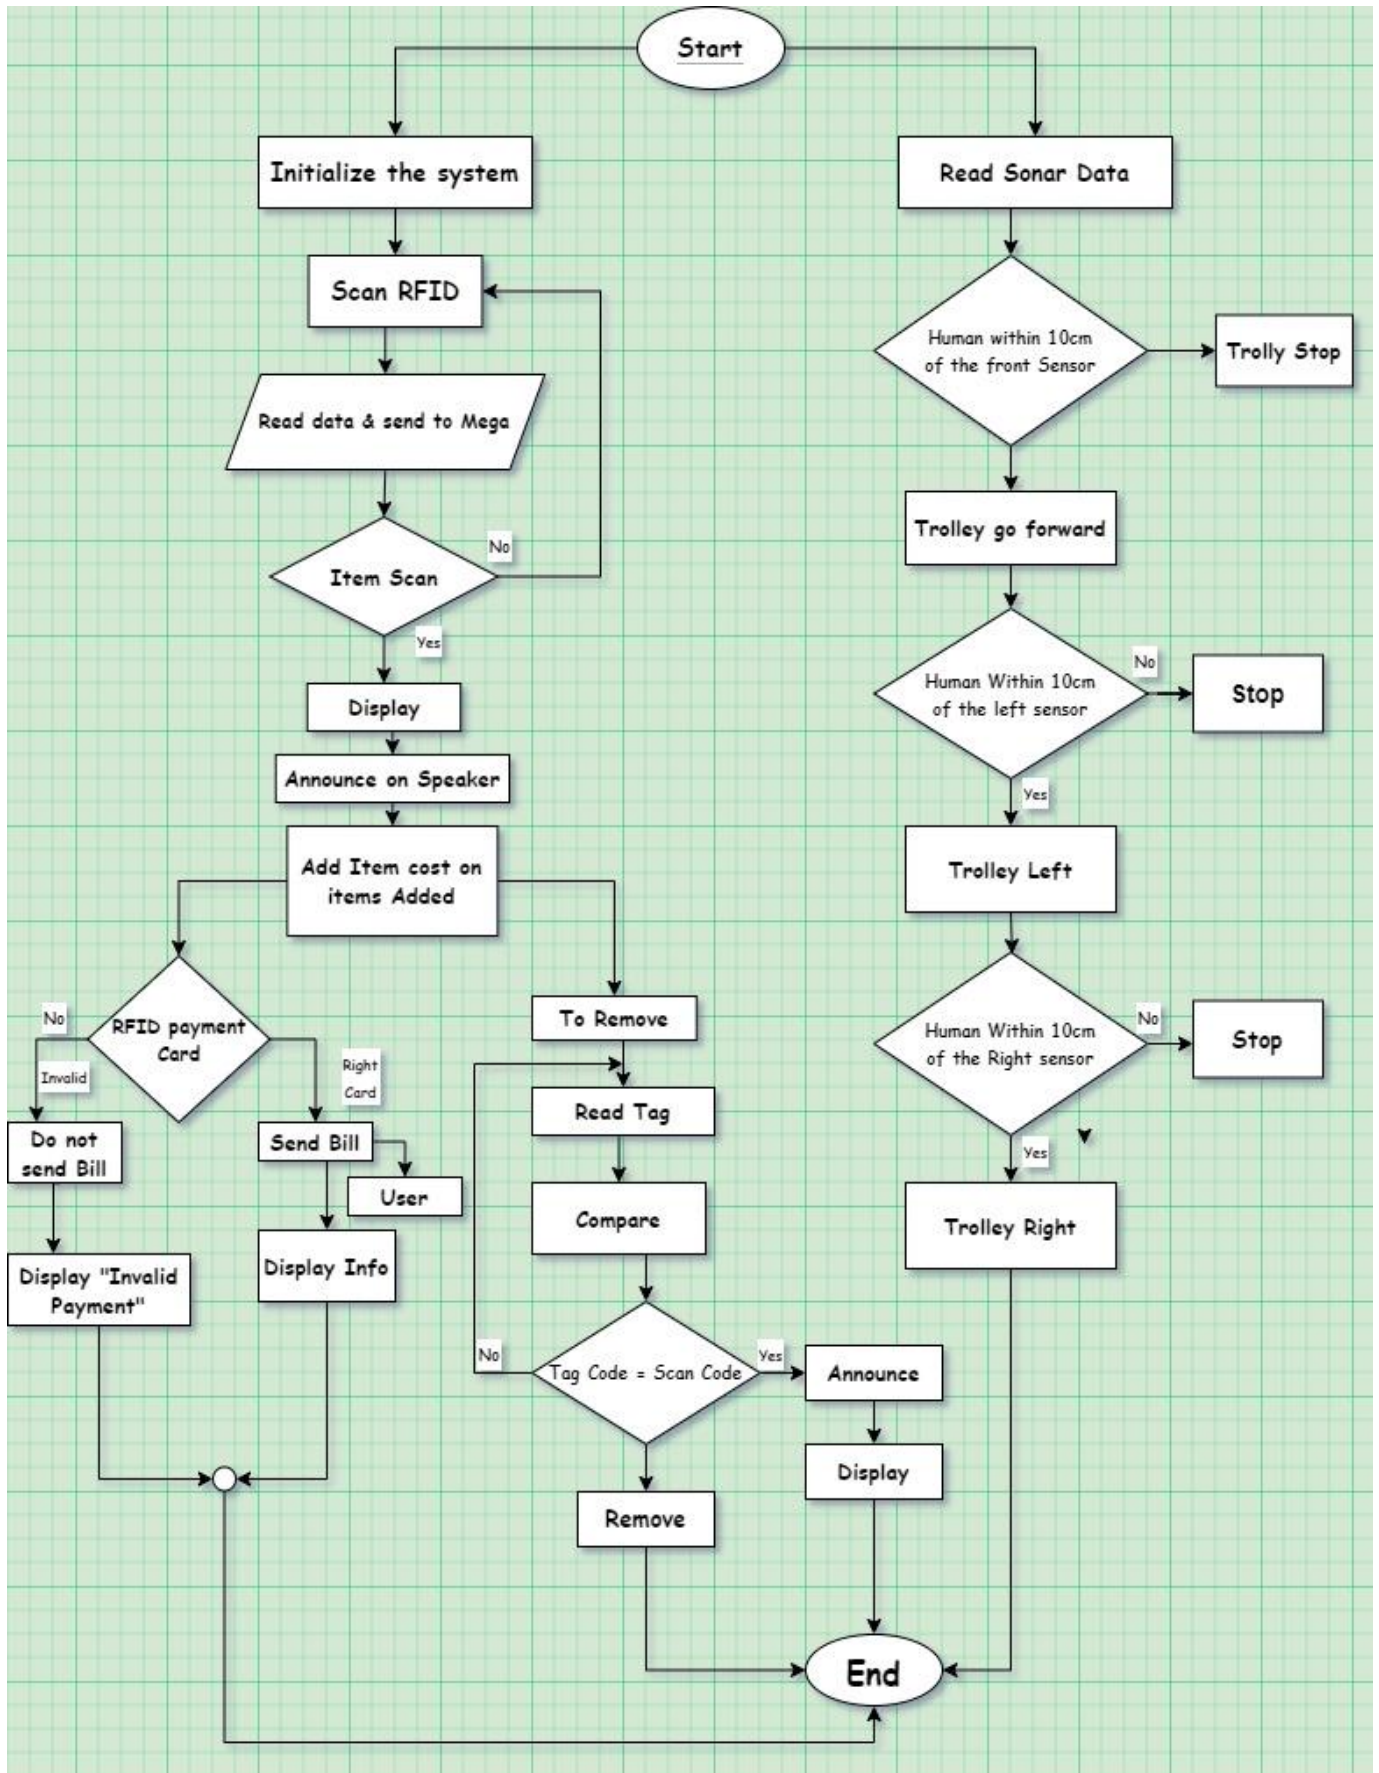 Start
Initialize the system
Read Sonar Data
Scan RFID
Human within 10cm
of the front Sensor
Trolly Stop
Read data & send to Mega
Trolley go forward
No
Item Scan
Yes
Human Within 10cm
of the left sensor
No
Stop
Display
Announce on Speaker
Yes
Add Item cost on
items Added
Trolley Left
RFID payment
Card
No
Invalid
Right
Card
To Remove
Human Within 10cm
of the Right sensor
No
Stop
Do not
send Bill
Send Bill
User
Read Tag
Yes
Compare
Trolley Right
Display "Invalid
Payment"
Display Info
No
Tag Code = Scan Code
Yes
Announce
Display
Remove
End